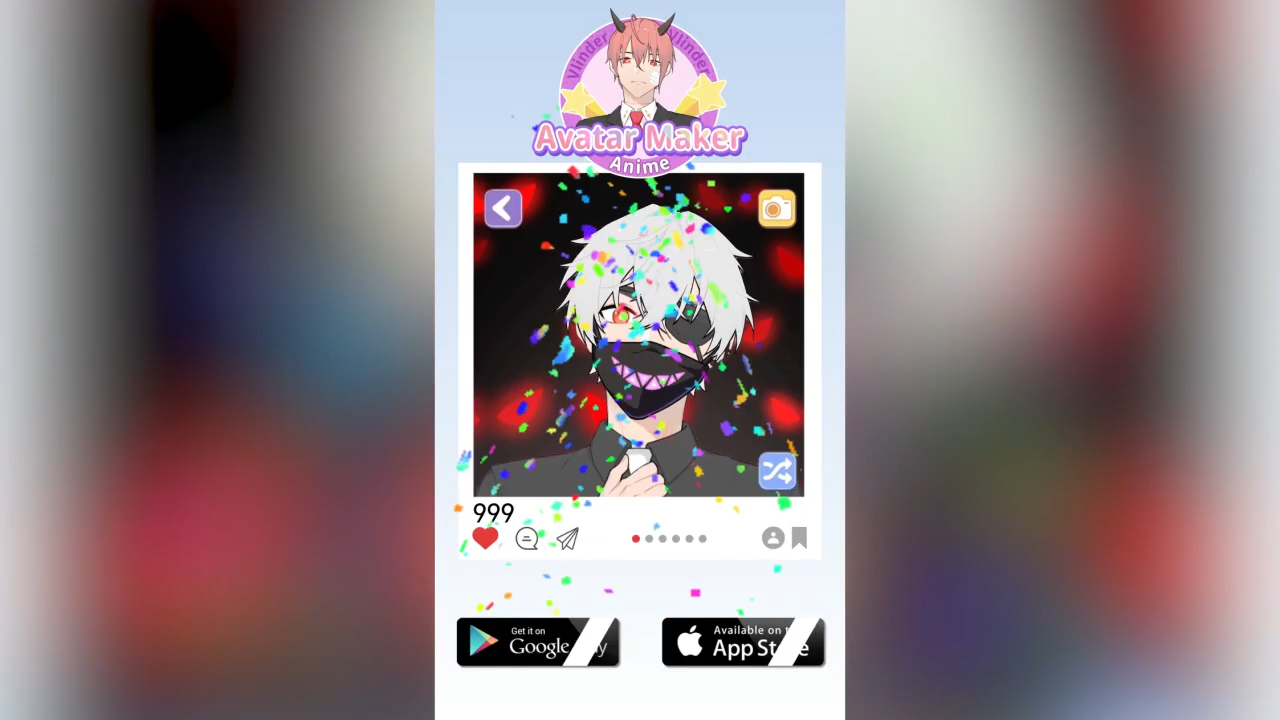 Vlinder Vlinder
Avatar Maker
Anime
999
Get it on
Google
Available on
App St